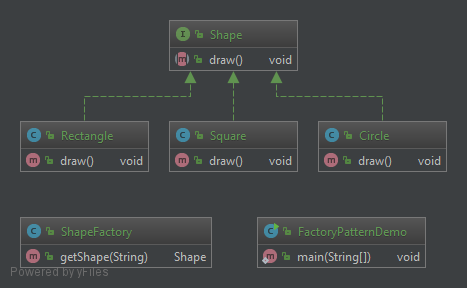 I Shape
m draw() void
C Rectangle
m draw() void
C Square
m draw() void
C Circle
m draw() void
C ShapeFactory
m getShape(String) Shape
C FactoryPatternDemo
m main(String[]) void
Powered by yFiles